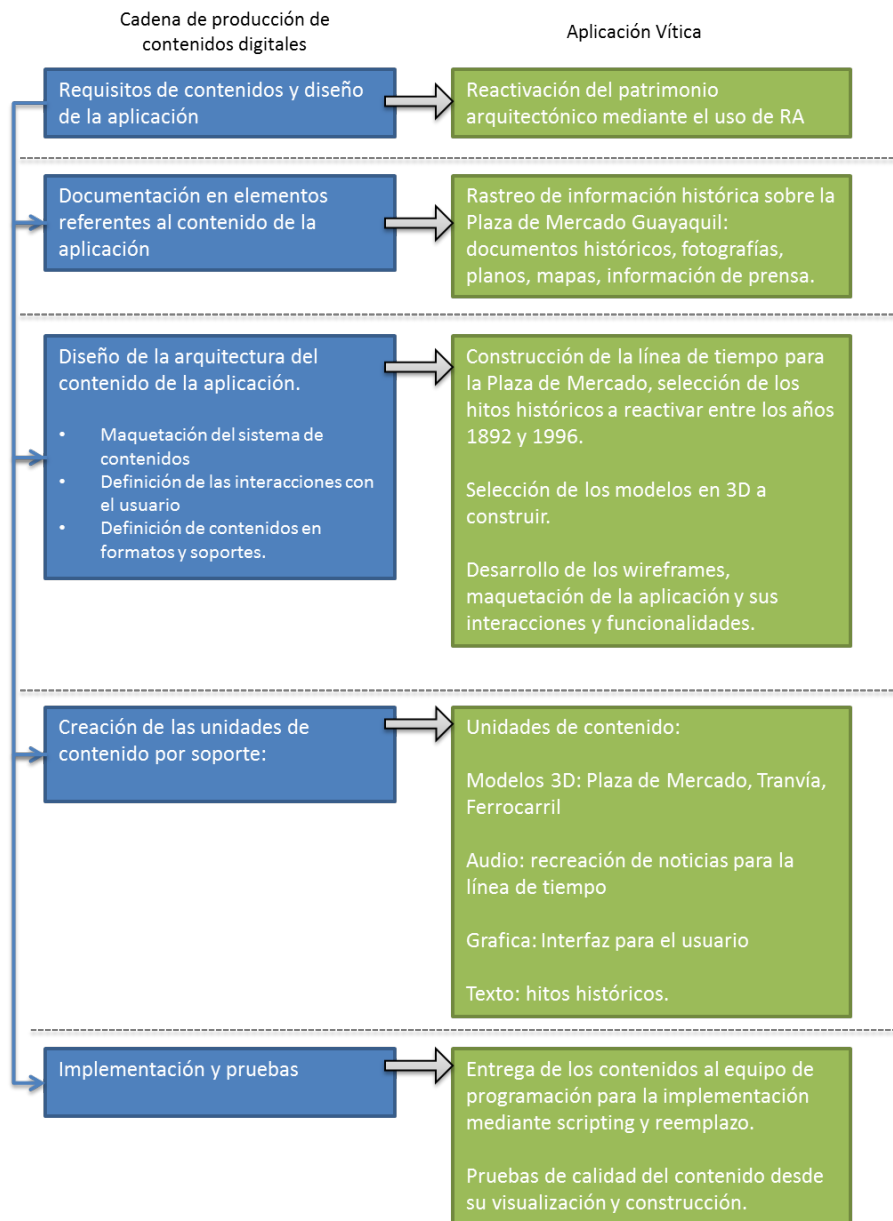 Cadena de producción de
contenidos digitales
Aplicación Vítica
Requisitos de contenidos y diseño
de la aplicación
Reactivación del patrimonio
arquitectónico mediante el uso de RA
Documentación en elementos
referentes al contenido de la
aplicación
Rastreo de información histórica sobre la
Plaza de Mercado Guayaquil:
documentos históricos, fotografías,
planos, mapas, información de prensa.
Diseño de la arquitectura del
contenido de la aplicación.
• Maquetación del sistema de
contenidos
• Definición de las interacciones con
el usuario
• Definición de contenidos en
formatos y soportes.
Construcción de la línea de tiempo para
la Plaza de Mercado, selección de los
hitos históricos a reactivar entre los años
1892 y 1996.
Selección de los modelos en 3D a
construir.
Desarrollo de los wireframes,
maquetación de la aplicación y sus
interacciones y funcionalidades.
Creación de las unidades de
contenido por soporte:
Unidades de contenido:
Modelos 3D: Plaza de Mercado, Tranvía,
Ferrocarril
Audio: recreación de noticias para la
línea de tiempo
Grafica: Interfaz para el usuario
Texto: hitos históricos.
Implementación y pruebas
Entrega de los contenidos al equipo de
programación para la implementación
mediante scripting y reemplazo.
Pruebas de calidad del contenido desde
su visualización y construcción.